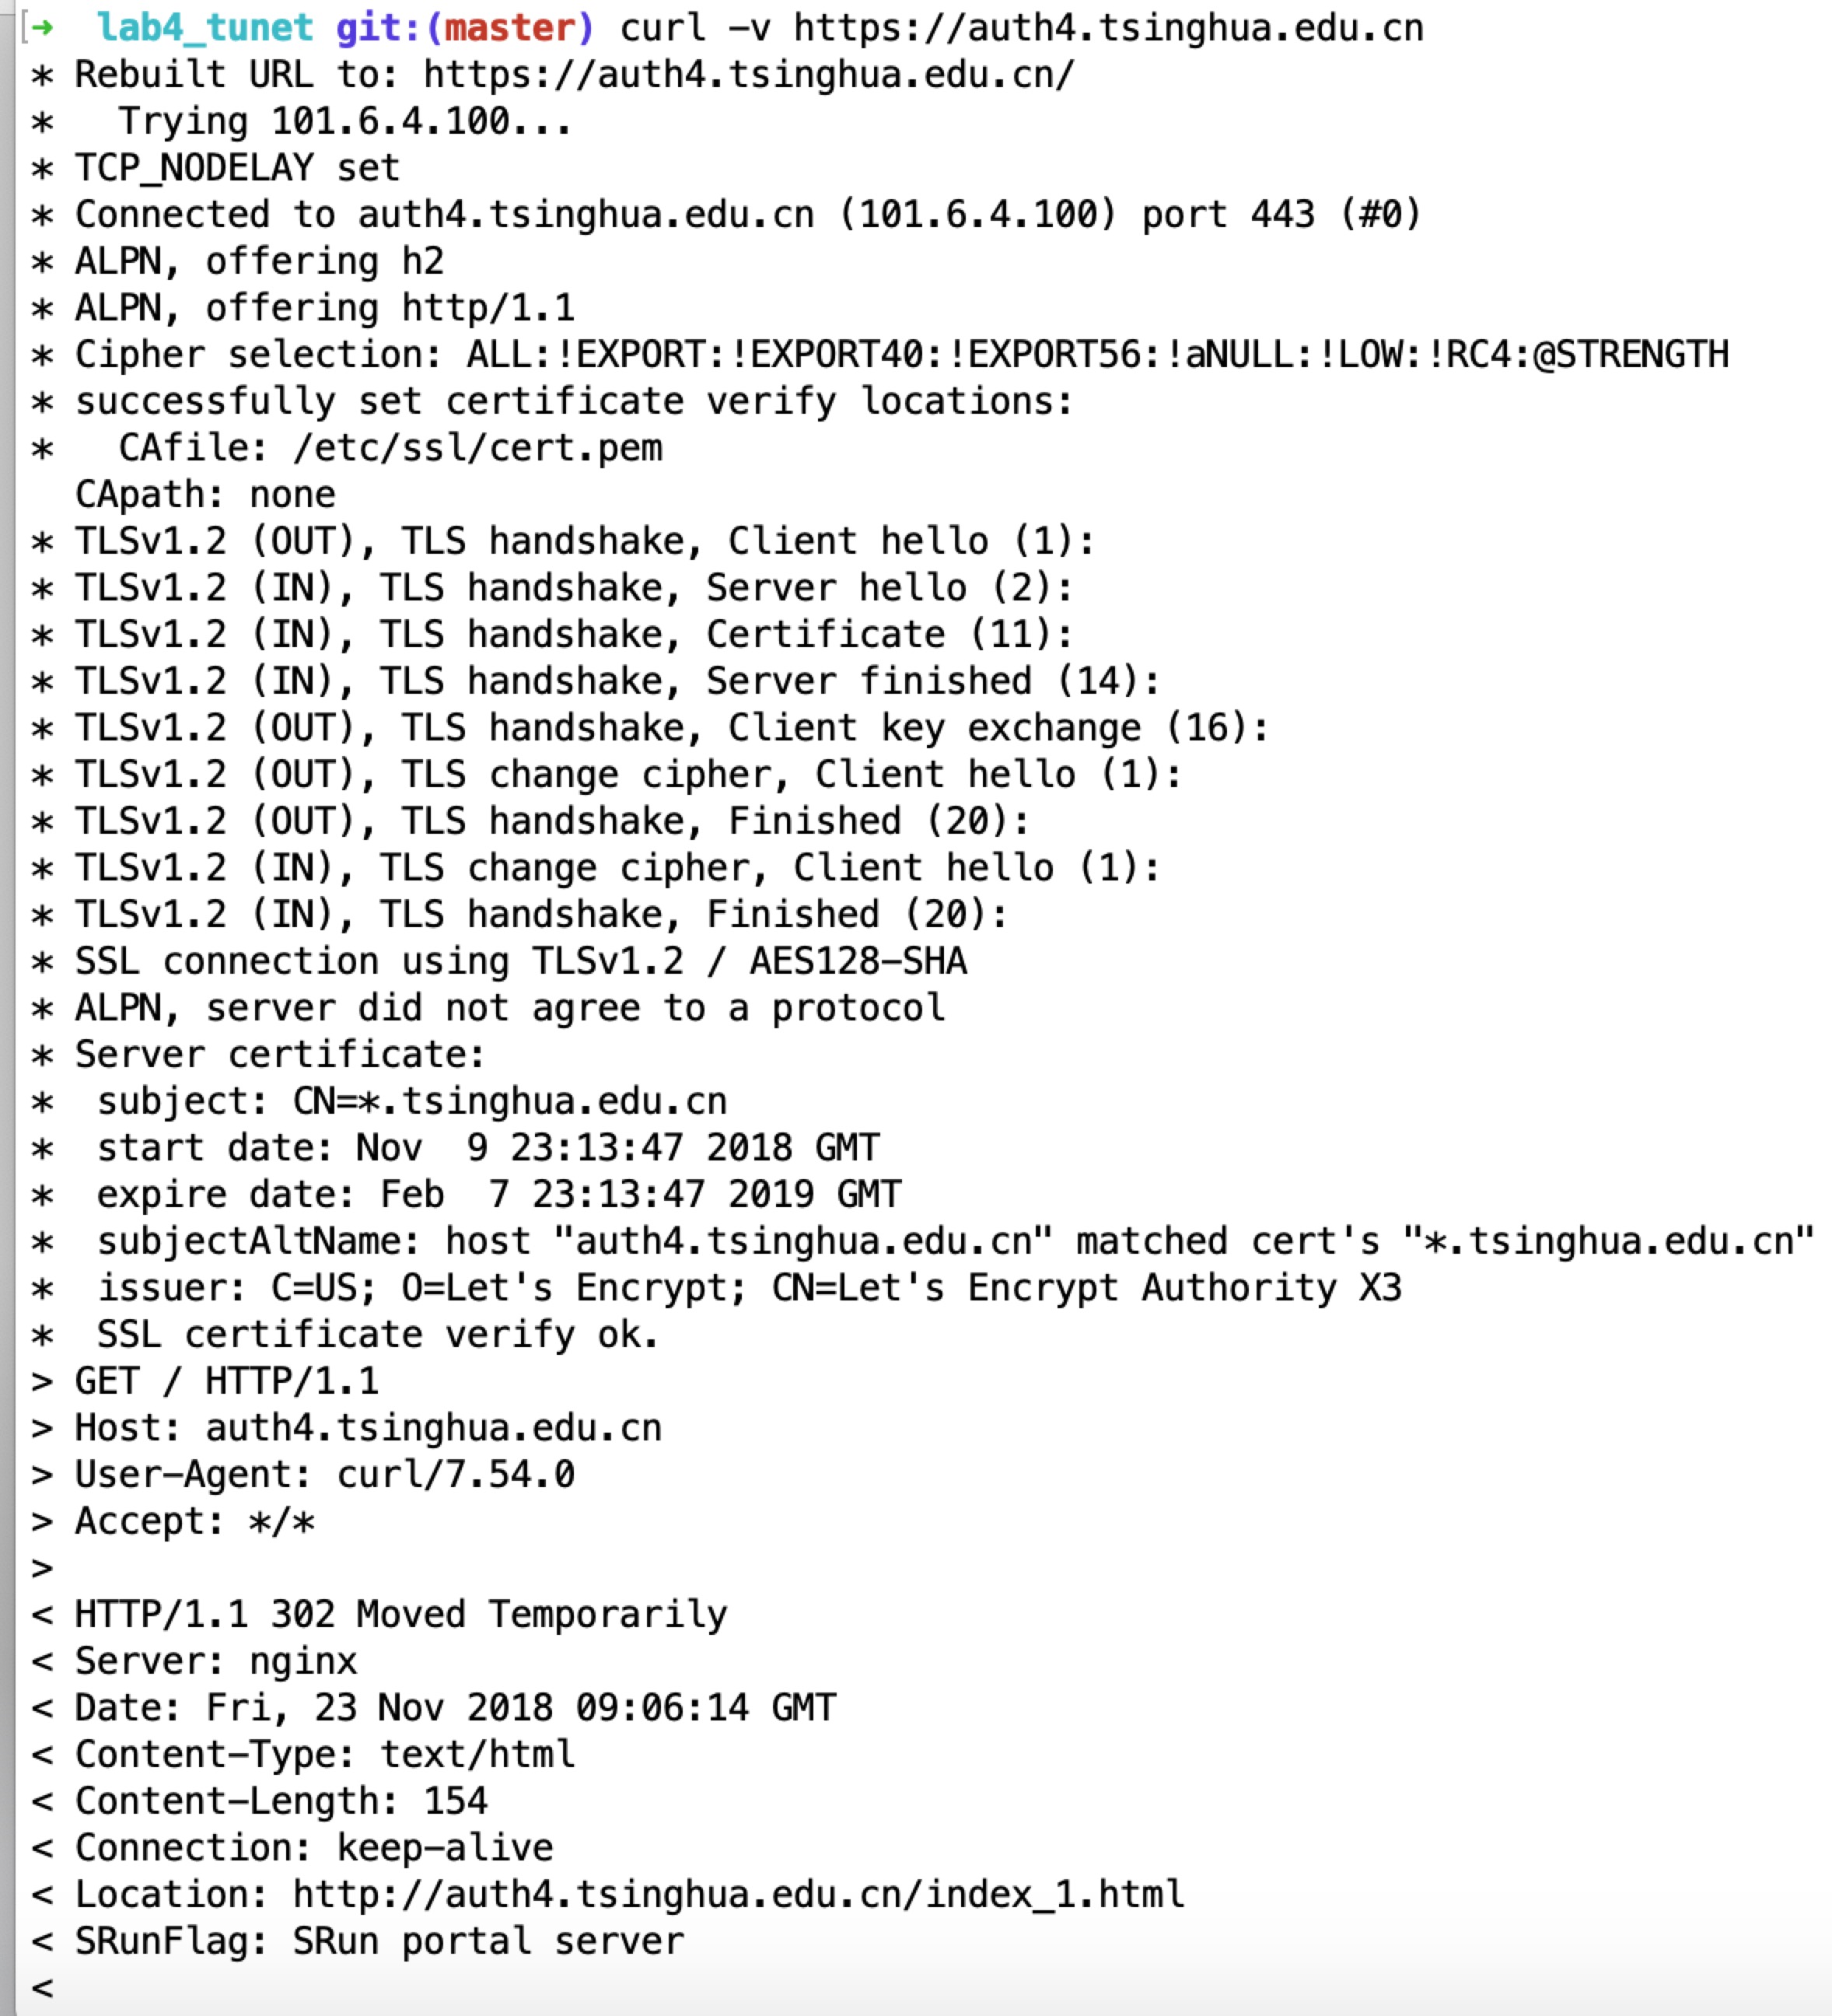 [➜  lab4_tunet git:(master) curl -v https://auth4.tsinghua.edu.cn
* Rebuilt URL to: https://auth4.tsinghua.edu.cn/
*   Trying 101.6.4.100...
* TCP_NODELAY set
* Connected to auth4.tsinghua.edu.cn (101.6.4.100) port 443 (#0)
* ALPN, offering h2
* ALPN, offering http/1.1
* Cipher selection: ALL:!EXPORT:!EXPORT40:!EXPORT56:!aNULL:!LOW:!RC4:@STRENGTH
* successfully set certificate verify locations:
*   CAfile: /etc/ssl/cert.pem
  CApath: none
* TLSv1.2 (OUT), TLS handshake, Client hello (1):
* TLSv1.2 (IN), TLS handshake, Server hello (2):
* TLSv1.2 (IN), TLS handshake, Certificate (11):
* TLSv1.2 (IN), TLS handshake, Server finished (14):
* TLSv1.2 (OUT), TLS handshake, Client key exchange (16):
* TLSv1.2 (OUT), TLS change cipher, Client hello (1):
* TLSv1.2 (OUT), TLS handshake, Finished (20):
* TLSv1.2 (IN), TLS change cipher, Client hello (1):
* TLSv1.2 (IN), TLS handshake, Finished (20):
* SSL connection using TLSv1.2 / AES128-SHA
* ALPN, server did not agree to a protocol
* Server certificate:
*  subject: CN=*.tsinghua.edu.cn
*  start date: Nov  9 23:13:47 2018 GMT
*  expire date: Feb  7 23:13:47 2019 GMT
*  subjectAltName: host "auth4.tsinghua.edu.cn" matched cert's "*.tsinghua.edu.cn"
*  issuer: C=US; O=Let's Encrypt; CN=Let's Encrypt Authority X3
*  SSL certificate verify ok.
> GET / HTTP/1.1
> Host: auth4.tsinghua.edu.cn
> User-Agent: curl/7.54.0
> Accept: */*
>
< HTTP/1.1 302 Moved Temporarily
< Server: nginx
< Date: Fri, 23 Nov 2018 09:06:14 GMT
< Content-Type: text/html
< Content-Length: 154
< Connection: keep-alive
< Location: http://auth4.tsinghua.edu.cn/index_1.html
< SRunFlag: SRun portal server
<